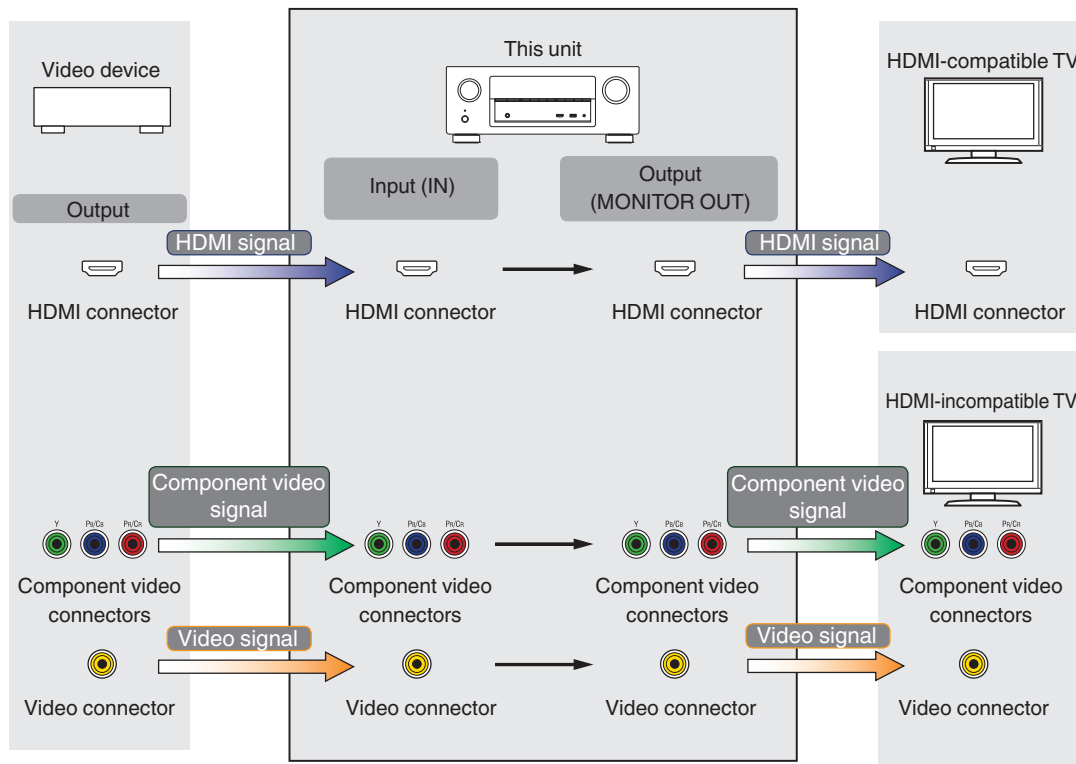 Video device
This unit
HDMI-compatible TV
Output
Input (IN)
Output
(MONITOR OUT)
HDMI signal
HDMI signal
HDMI connector
HDMI connector
HDMI connector
HDMI connector
HDMI-incompatible TV
Component video
signal
Component video
signal
Y PB/CB PR/CR
Y PB/CB PR/CR
Y PB/CB PR/CR
Y PB/CB PR/CR
Component video
connectors
Component video
connectors
Component video
connectors
Component video
connectors
Video signal
Video signal
Video connector
Video connector
Video connector
Video connector